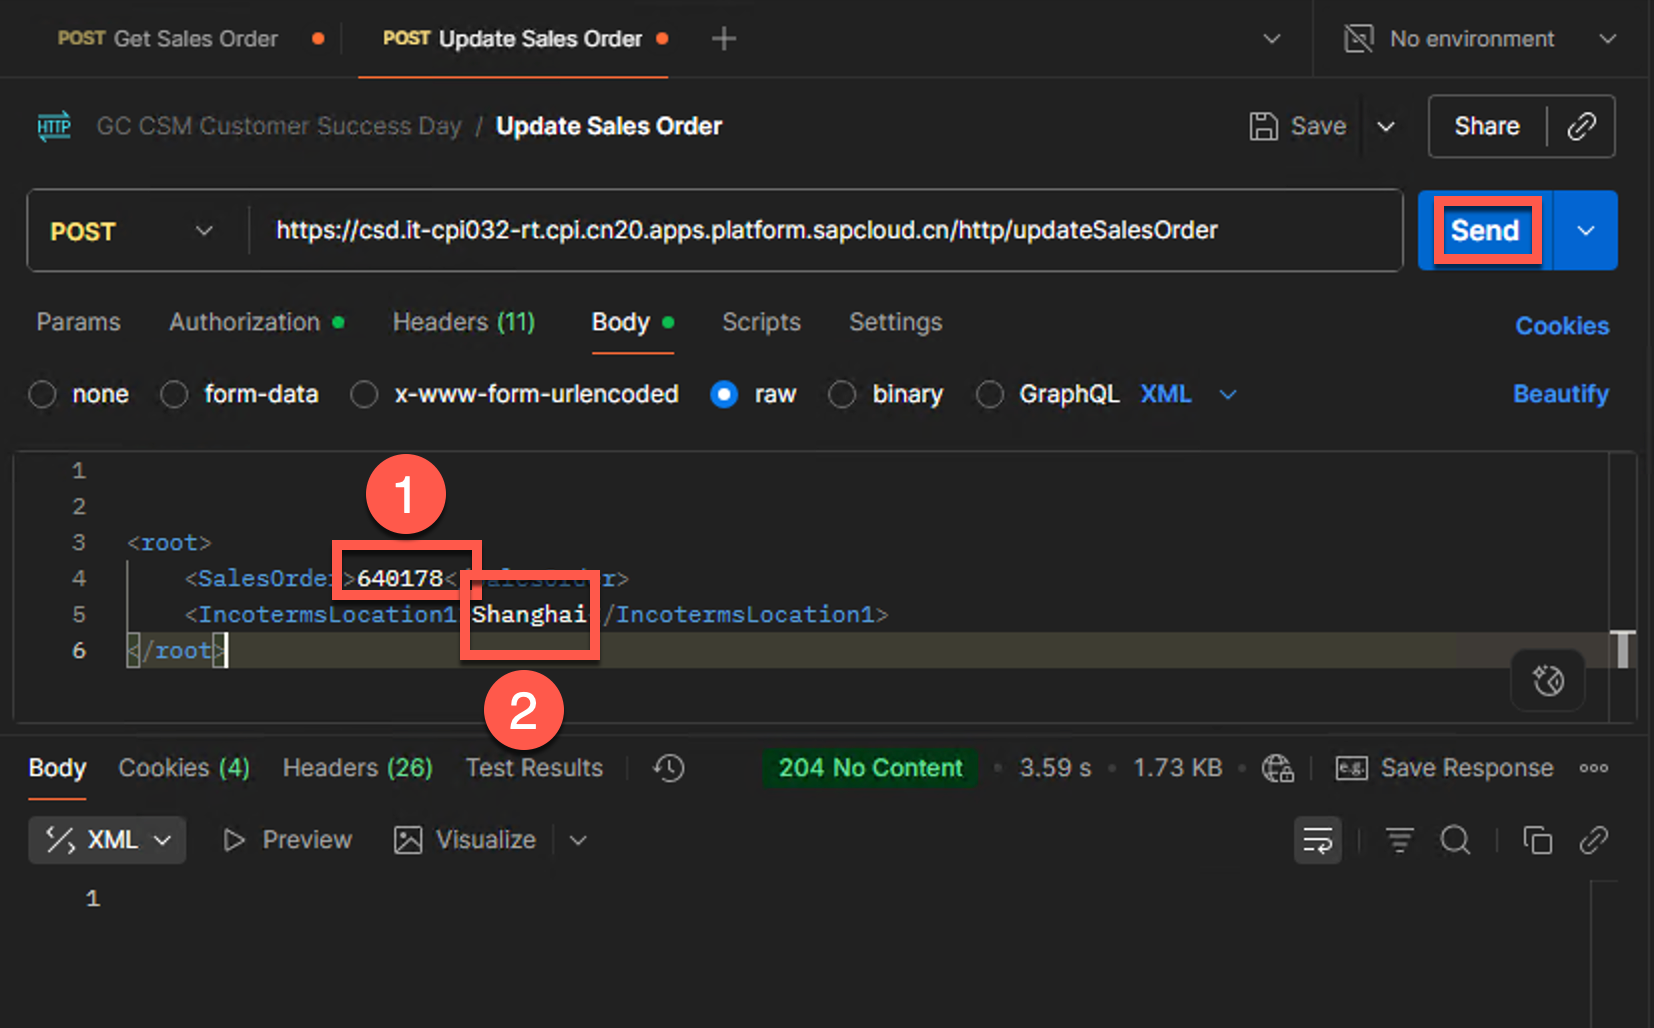 POST Get Sales Order
POST Update Sales Order
No environment
HTTP GC CSM Customer Success Day / Update Sales Order
Save
Share
POST
https://csd.it-cpi032-rt.cpi.cn20.apps.platform.sapcloud.cn/http/updateSalesOrder
Send
Params Authorization Headers (11) Body Scripts Settings Cookies
none form-data x-www-form-urlencoded raw binary GraphQL XML Beautify
1
1
2
3 <root>
4 <SalesOrder>640178</SalesOrder>
5 <IncotermsLocation1>Shanghai</IncotermsLocation1>
6 </root>
2
Body Cookies (4) Headers (26) Test Results 204 No Content 3.59 s 1.73 KB e.g. Save Response
XML Preview Visualize
1